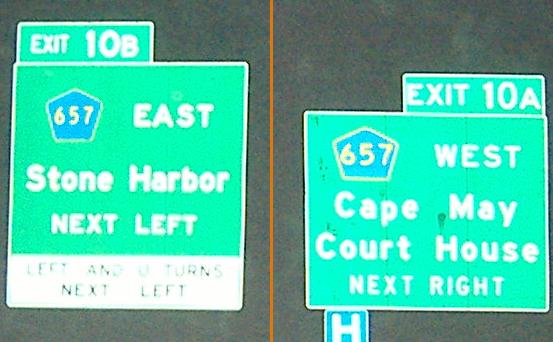 EXIT 10B
657 EAST
Stone Harbor
NEXT LEFT
LEFT AND U TURNS
NEXT LEFT
EXIT 10A
657 WEST
Cape May
Court House
NEXT RIGHT
H